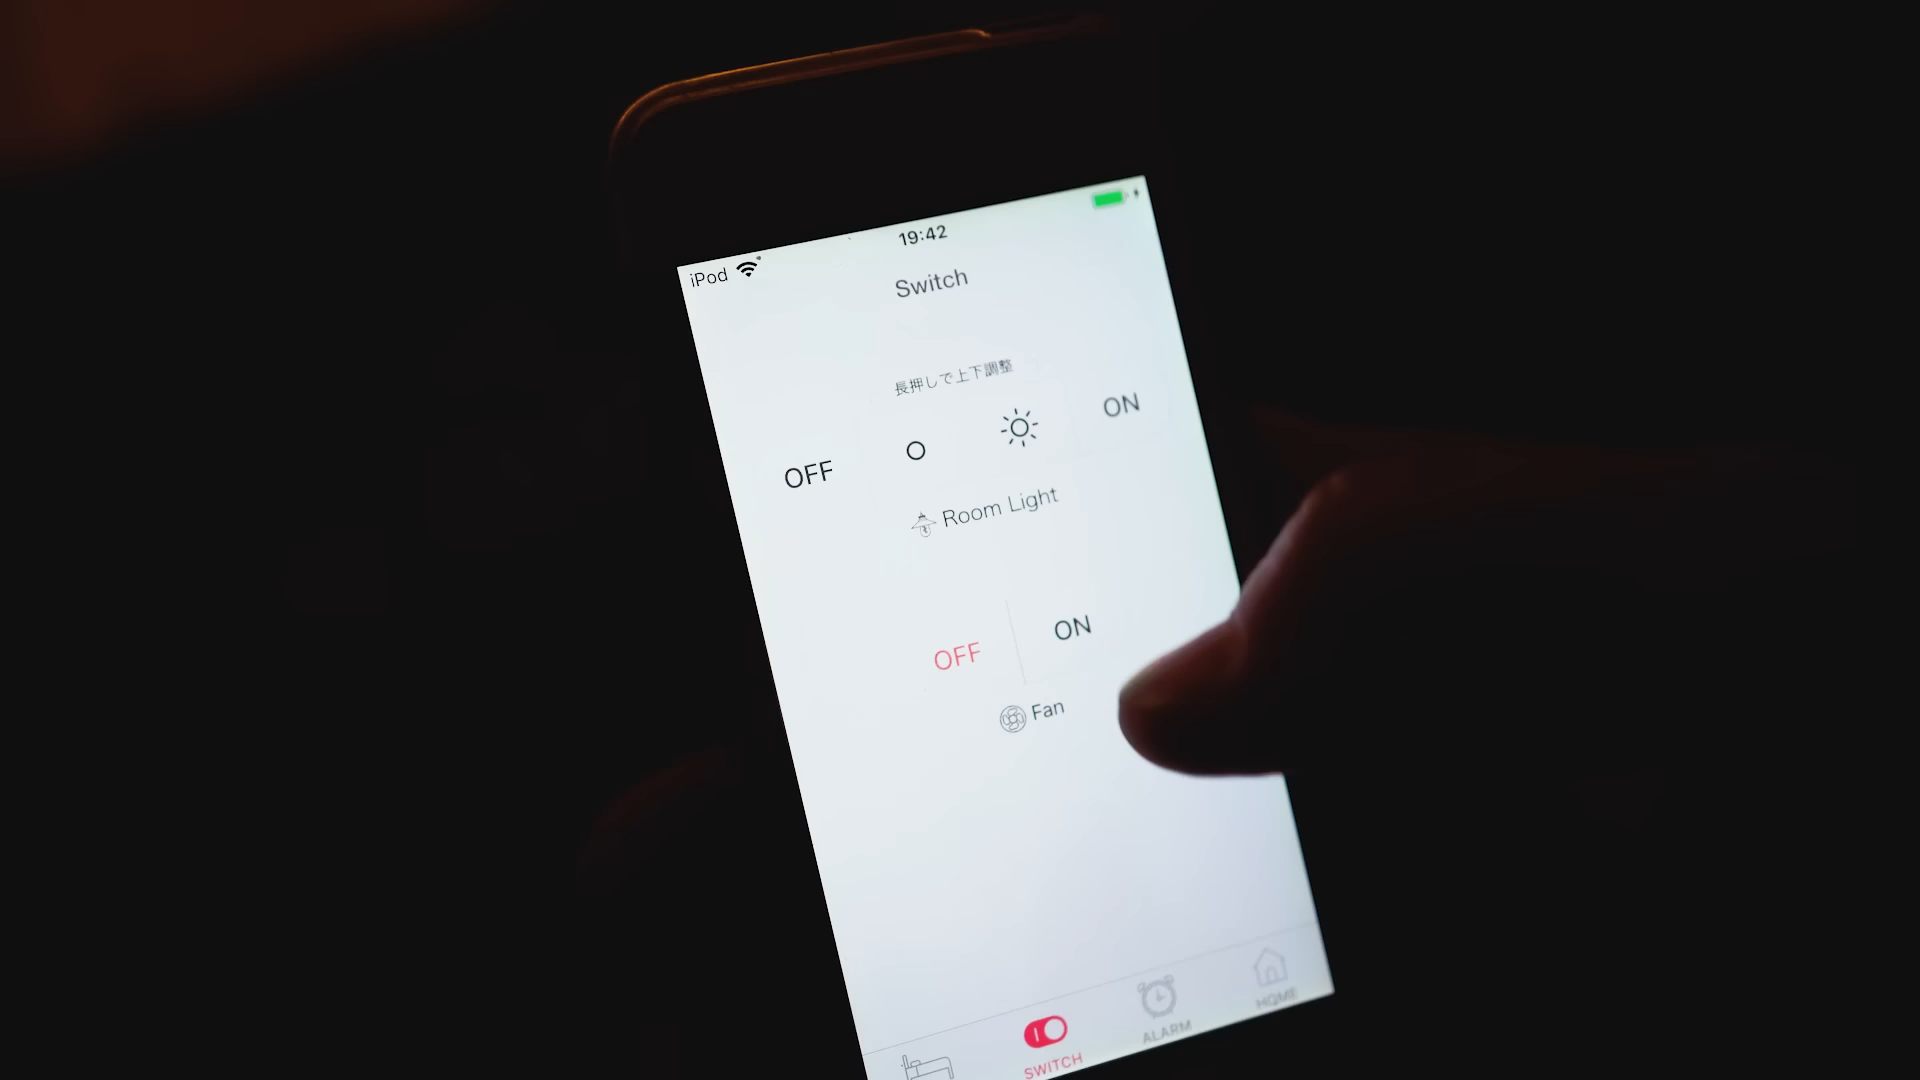 iPod 19:42
Switch
長押しで上下調整
OFF ON
Room Light
OFF ON
Fan
SWITCH ALARM HOME